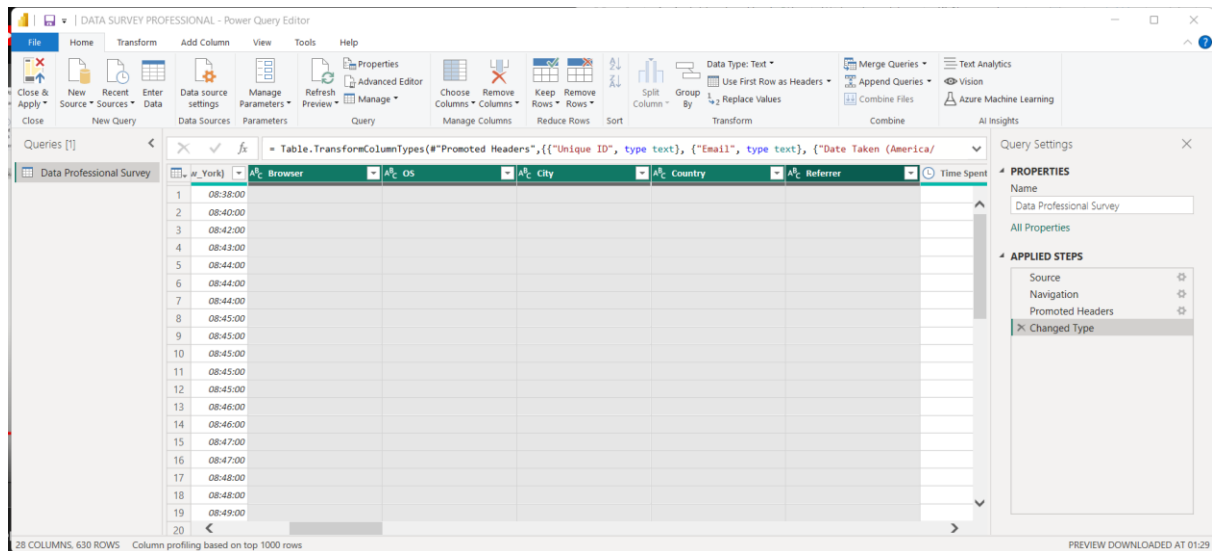 DATA SURVEY PROFESSIONAL - Power Query Editor
File Home Transform Add Column View Tools Help
Close & Apply
New Source
Recent Sources
Enter Data
Data source settings
Manage Parameters
Refresh Preview
Properties
Advanced Editor
Manage
Choose Columns
Remove Columns
Keep Rows
Remove Rows
Split Column
Group By
Data Type: Text
Use First Row as Headers
Replace Values
Merge Queries
Append Queries
Combine Files
Text Analytics
Vision
Azure Machine Learning
Close New Query Data Sources Parameters Query Manage Columns Reduce Rows Sort Transform Combine AI Insights
Queries [1]
Data Professional Survey
fx = Table.TransformColumnTypes(#"Promoted Headers",{{"Unique ID", type text}, {"Email", type text}, {"Date Taken (America/
w_York) ABC Browser ABC OS ABC City ABC Country ABC Referrer Time Spent
1 08:38:00
2 08:40:00
3 08:42:00
4 08:43:00
5 08:44:00
6 08:44:00
7 08:44:00
8 08:45:00
9 08:45:00
10 08:45:00
11 08:45:00
12 08:45:00
13 08:46:00
14 08:46:00
15 08:47:00
16 08:47:00
17 08:48:00
18 08:48:00
19 08:49:00
20
Query Settings
PROPERTIES
Name
Data Professional Survey
All Properties
APPLIED STEPS
Source
Navigation
Promoted Headers
Changed Type
28 COLUMNS, 630 ROWS Column profiling based on top 1000 rows
PREVIEW DOWNLOADED AT 01:29